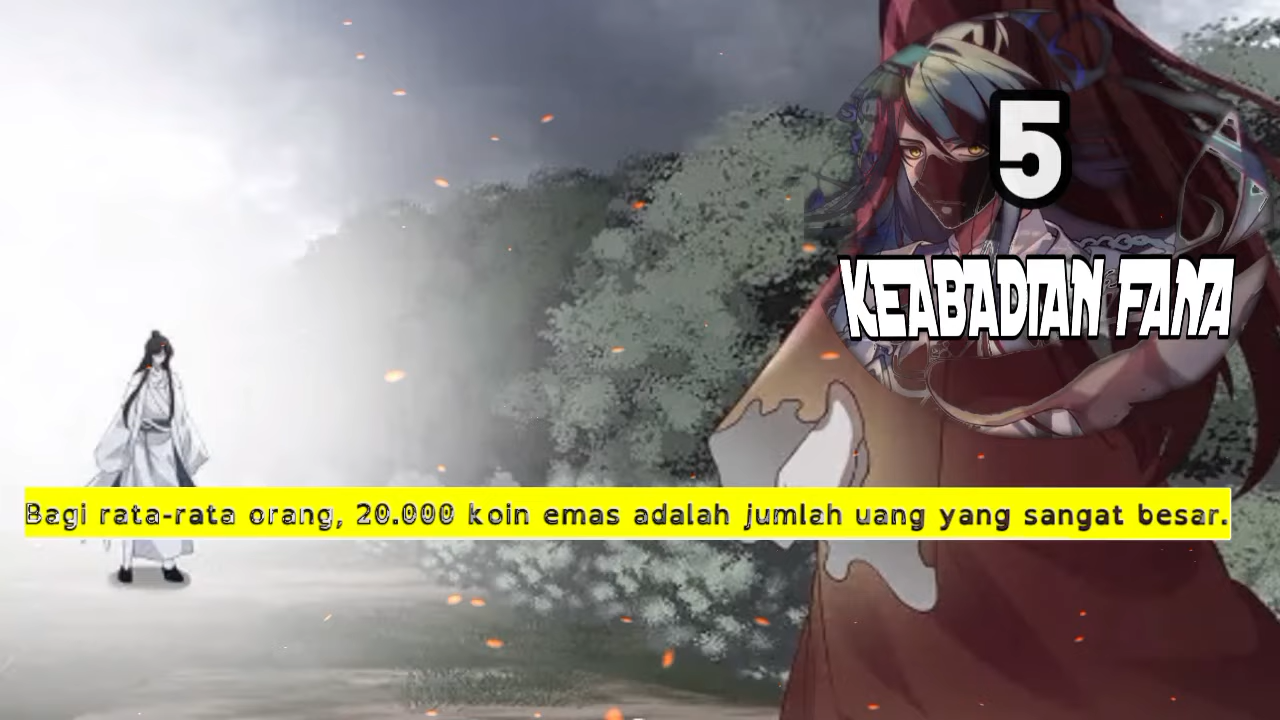 5
KEABADIAN FANA
Bagi rata-rata orang, 20.000 koin emas adalah jumlah uang yang sangat besar.